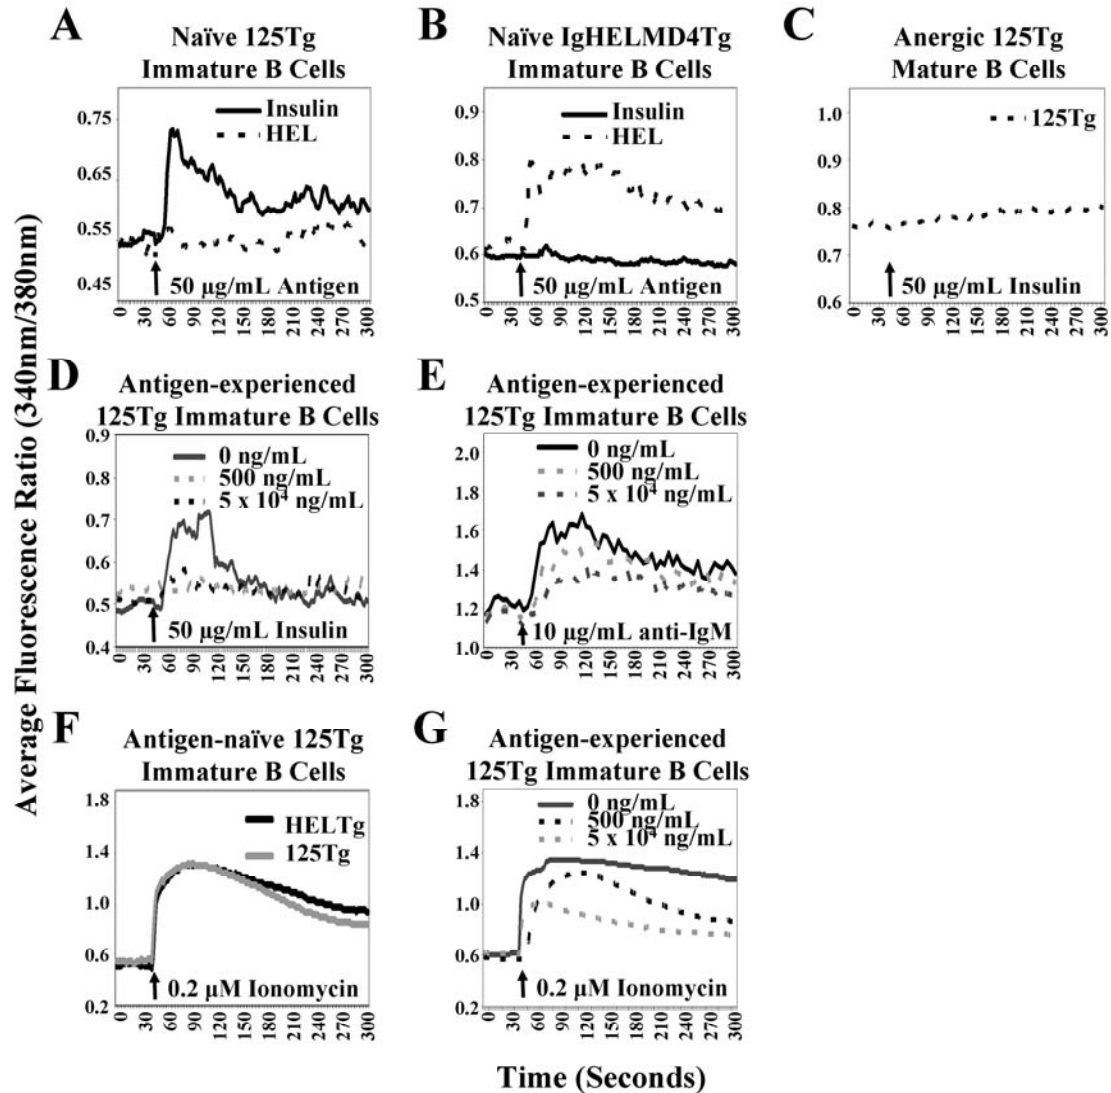 A
Naïve 125Tg
Immature B Cells
Insulin
HEL
0.75
0.65
0.55
0.45
50 µg/mL Antigen
0 30 60 90 120 150 180 210 240 270 300
B
Naïve IgHELMD4Tg
Immature B Cells
Insulin
HEL
0.9
0.8
0.7
0.6
0.5
50 µg/mL Antigen
0 30 60 90 120 150 180 210 240 270 300
C
Anergic 125Tg
Mature B Cells
125Tg
1.0
0.9
0.8
0.7
0.6
50 µg/mL Insulin
0 30 60 90 120 150 180 210 240 270 300
Average Fluorescence Ratio (340nm/380nm)
D
Antigen-experienced
125Tg Immature B Cells
0 ng/mL
500 ng/mL
5 x 10⁴ ng/mL
0.9
0.8
0.7
0.6
0.5
0.4
50 µg/mL Insulin
0 30 60 90 120 150 180 210 240 270 300
E
Antigen-experienced
125Tg Immature B Cells
0 ng/mL
500 ng/mL
5 x 10⁴ ng/mL
2.0
1.8
1.6
1.4
1.2
1.0
10 µg/mL anti-IgM
0 30 60 90 120 150 180 210 240 270 300
F
Antigen-naïve 125Tg
Immature B Cells
HELTg
125Tg
1.8
1.4
1.0
0.6
0.2
0.2 µM Ionomycin
0 30 60 90 120 150 180 210 240 270 300
G
Antigen-experienced
125Tg Immature B Cells
0 ng/mL
500 ng/mL
5 x 10⁴ ng/mL
1.8
1.4
1.0
0.6
0.2
0.2 µM Ionomycin
0 30 60 90 120 150 180 210 240 270 300
Time (Seconds)